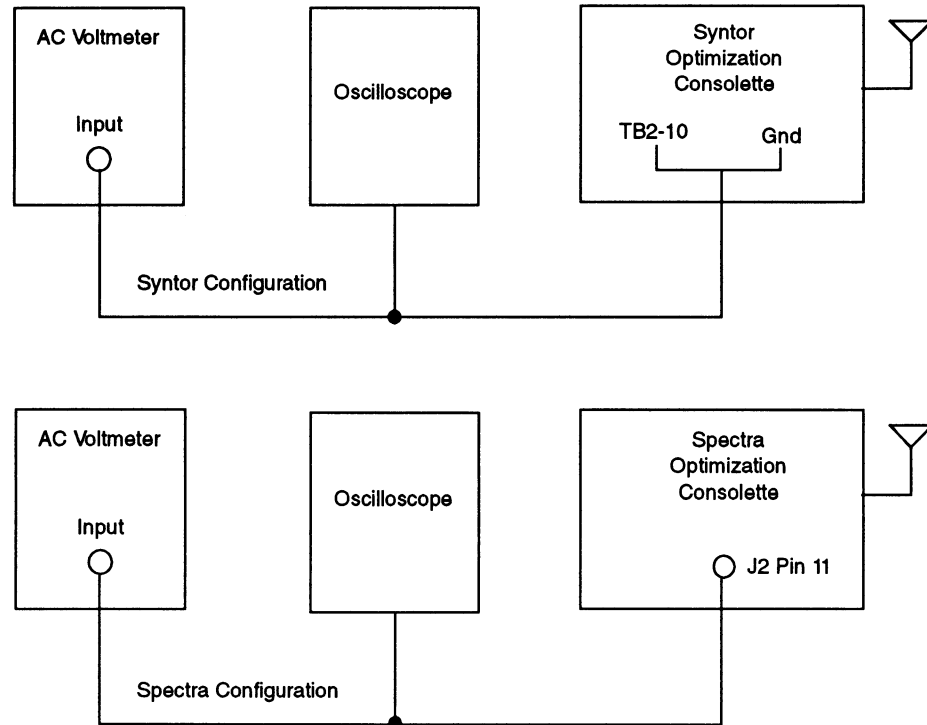 AC Voltmeter
Input
Oscilloscope
Syntor
Optimization
Consolette
TB2-10
Gnd
Syntor Configuration
AC Voltmeter
Input
Oscilloscope
Spectra
Optimization
Consolette
J2 Pin 11
Spectra Configuration